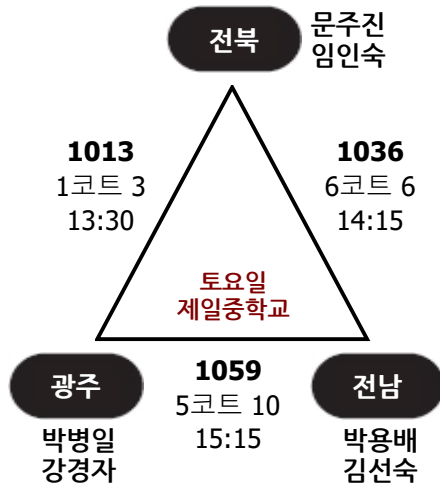 전북
문주진
임인숙
1013
1코트 3
13:30
1036
6코트 6
14:15
토요일
제일중학교
광주
박병일
강경자
1059
5코트 10
15:15
전남
박용배
김선숙